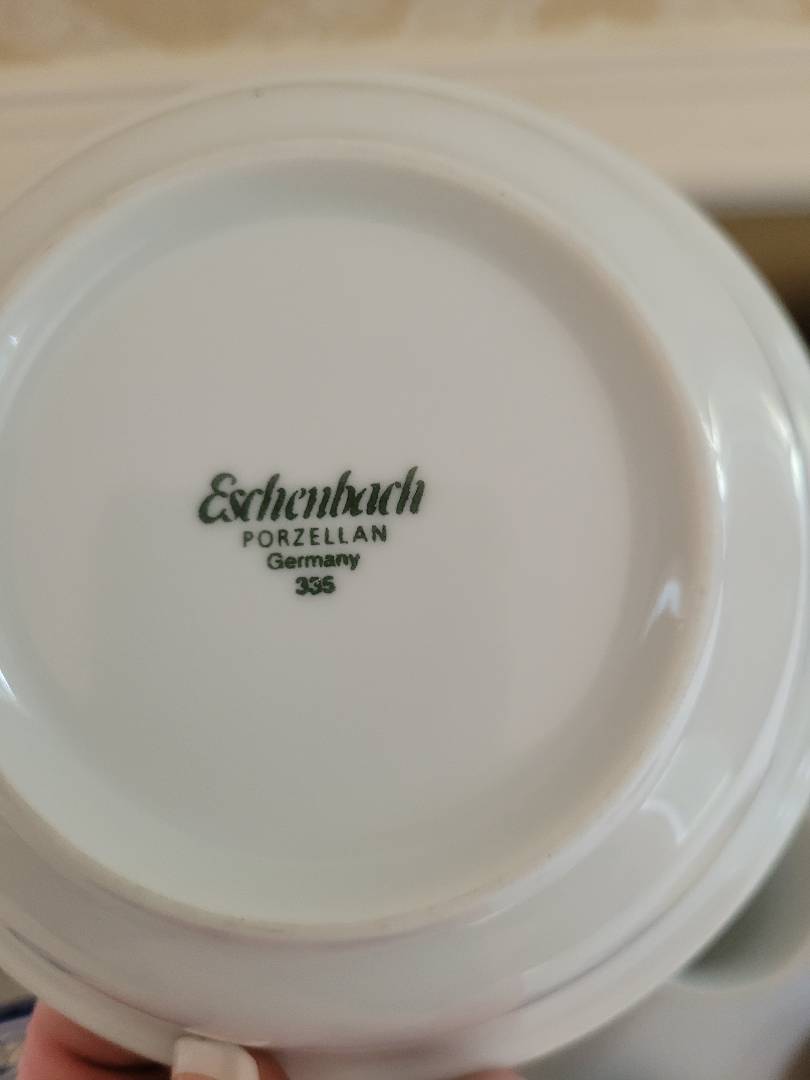 Eschenbach
PORZELLAN
Germany
335